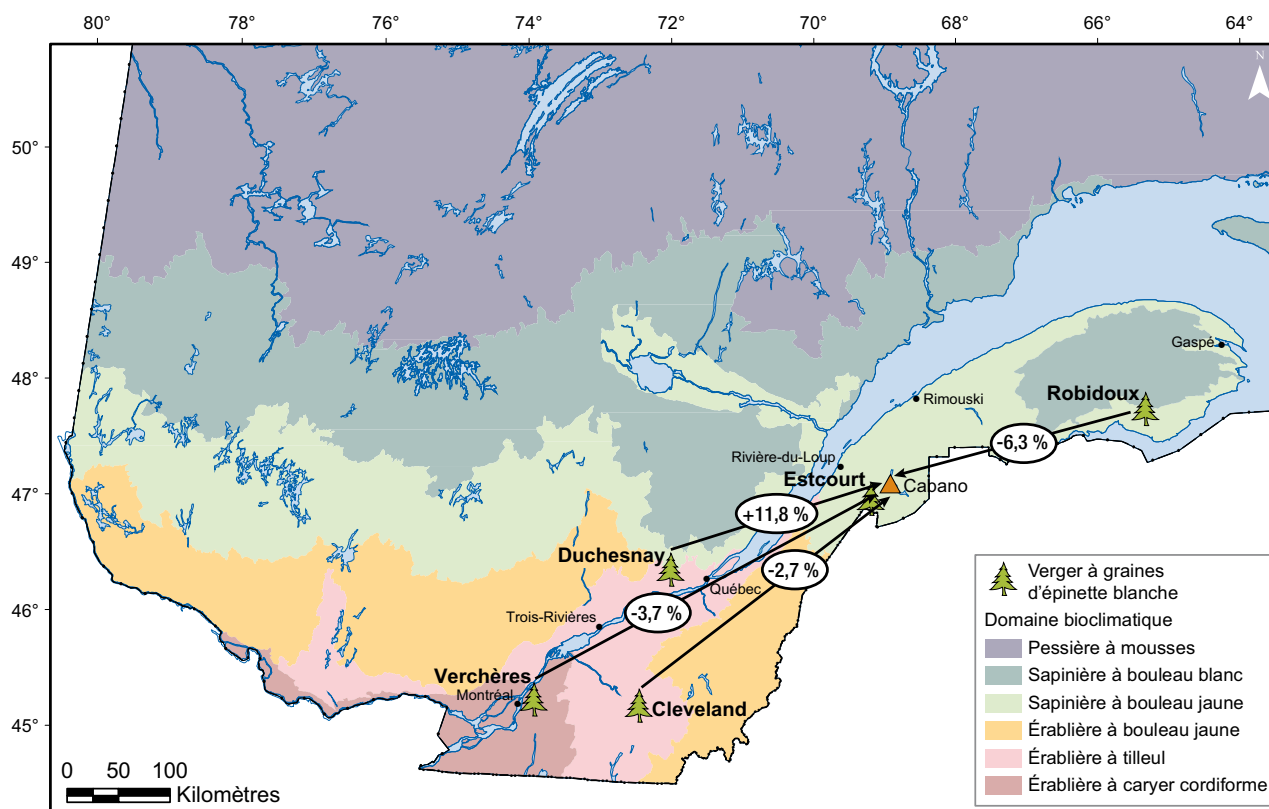 80° 78° 76° 74° 72° 70° 68° 66° 64°
N
50°
49°
48°
47°
46°
45°
Gaspé
Robidoux
Rimouski
-6,3 %
Rivière-du-Loup
Estcourt
Capano
+11,8 %
Duchesnay
-2,7 %
Québec
-3,7 %
Trois-Rivières
Verchères
Montréal
Cleveland
0 50 100
Kilomètres
Verger à graines
d'épinette blanche
Domaine bioclimatique
Pessière à mousses
Sapinière à bouleau blanc
Sapinière à bouleau jaune
Érablière à bouleau jaune
Érablière à tilleul
Érablière à caryer cordiforme